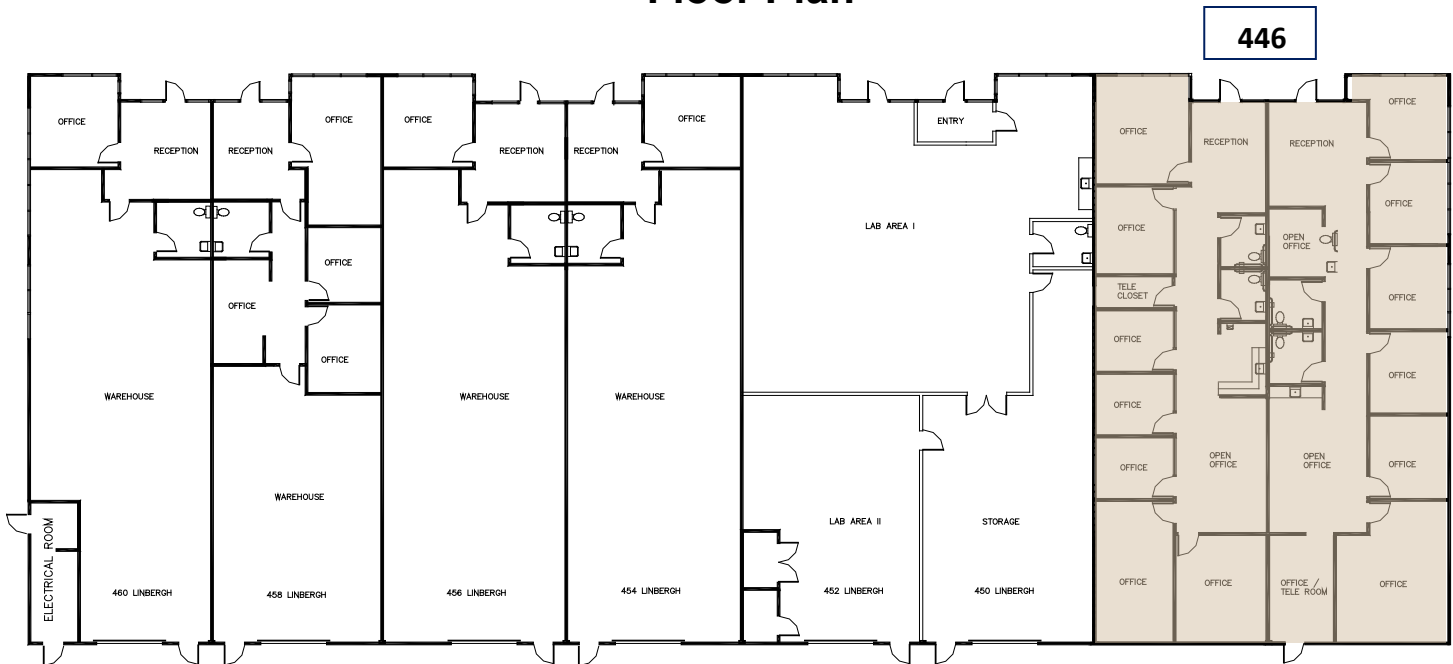 Floor Plan
446
OFFICE
RECEPTION
RECEPTION
OFFICE
OFFICE
RECEPTION
RECEPTION
OFFICE
ENTRY
OFFICE
RECEPTION
RECEPTION
OFFICE
OFFICE
OFFICE
OFFICE
LAB AREA I
OFFICE
OPEN
OFFICE
OFFICE
TELE
CLOSET
OFFICE
OFFICE
OFFICE
OFFICE
WAREHOUSE
WAREHOUSE
WAREHOUSE
OFFICE
OFFICE
OPEN
OFFICE
OPEN
OFFICE
OFFICE
WAREHOUSE
LAB AREA II
STORAGE
ELECTRICAL ROOM
OFFICE
OFFICE
OFFICE /
TELE ROOM
OFFICE
460 LINBERGH
458 LINBERGH
456 LINBERGH
454 LINBERGH
452 LINBERGH
450 LINBERGH